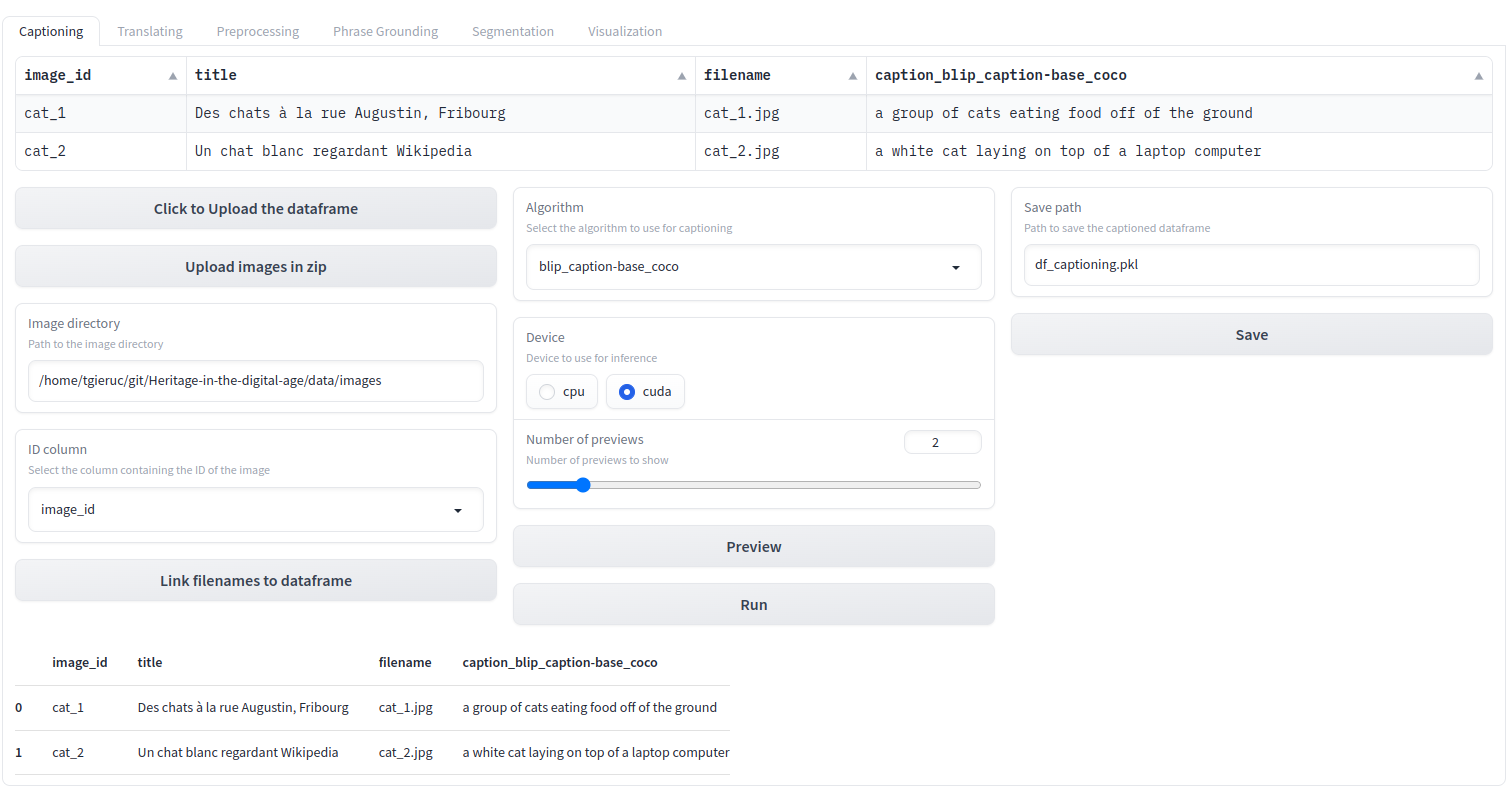 Captioning Translating Preprocessing Phrase Grounding Segmentation Visualization
image_id ▲ title ▲ filename ▲ caption_blip_caption-base_coco ▲
cat_1 Des chats à la rue Augustin, Fribourg cat_1.jpg a group of cats eating food off of the ground
cat_2 Un chat blanc regardant Wikipedia cat_2.jpg a white cat laying on top of a laptop computer
Click to Upload the dataframe
Upload images in zip
Image directory
Path to the image directory
/home/tgieruc/git/Heritage-in-the-digital-age/data/images
ID column
Select the column containing the ID of the image
image_id
Link filenames to dataframe
Algorithm
Select the algorithm to use for captioning
blip_caption-base_coco
Device
Device to use for inference
cpu cuda
Number of previews 2
Number of previews to show
Preview
Run
Save path
Path to save the captioned dataframe
df_captioning.pkl
Save
image_id title filename caption_blip_caption-base_coco
0 cat_1 Des chats à la rue Augustin, Fribourg cat_1.jpg a group of cats eating food off of the ground
1 cat_2 Un chat blanc regardant Wikipedia cat_2.jpg a white cat laying on top of a laptop computer